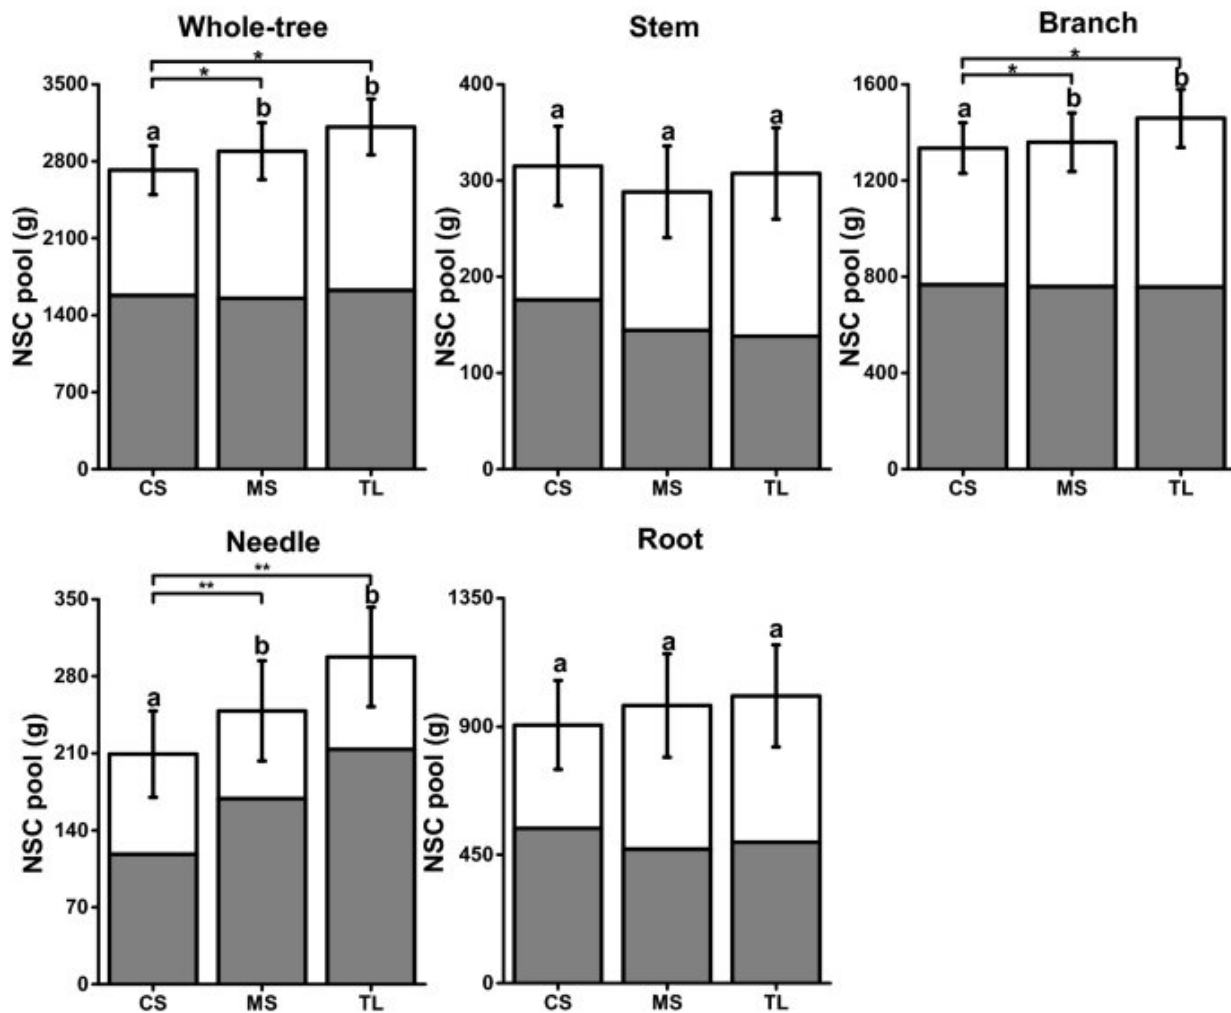 Whole-tree
*
*
3500
2800
2100
1400
700
0
NSC pool (g)
a
b
b
CS MS TL
Stem
400
300
200
100
0
NSC pool (g)
a
a
a
CS MS TL
Branch
*
*
1600
1200
800
400
0
NSC pool (g)
a
b
b
CS MS TL
Needle
**
**
350
280
210
140
70
0
NSC pool (g)
a
b
b
CS MS TL
Root
1350
900
450
0
NSC pool (g)
a
a
a
CS MS TL